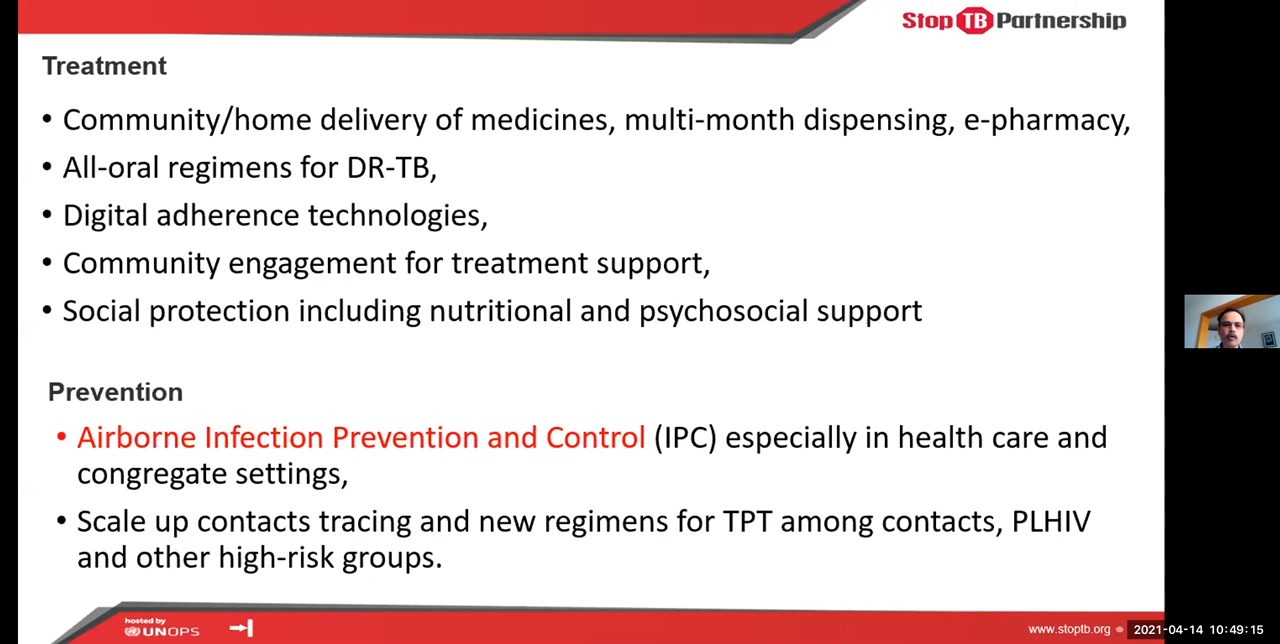 Stop TB Partnership
Treatment
• Community/home delivery of medicines, multi-month dispensing, e-pharmacy,
• All-oral regimens for DR-TB,
• Digital adherence technologies,
• Community engagement for treatment support,
• Social protection including nutritional and psychosocial support
Prevention
• Airborne Infection Prevention and Control (IPC) especially in health care and
congregate settings,
• Scale up contacts tracing and new regimens for TPT among contacts, PLHIV
and other high-risk groups.
hosted by
UNOPS
www.stoptb.org
2021-04-14 10:49:15